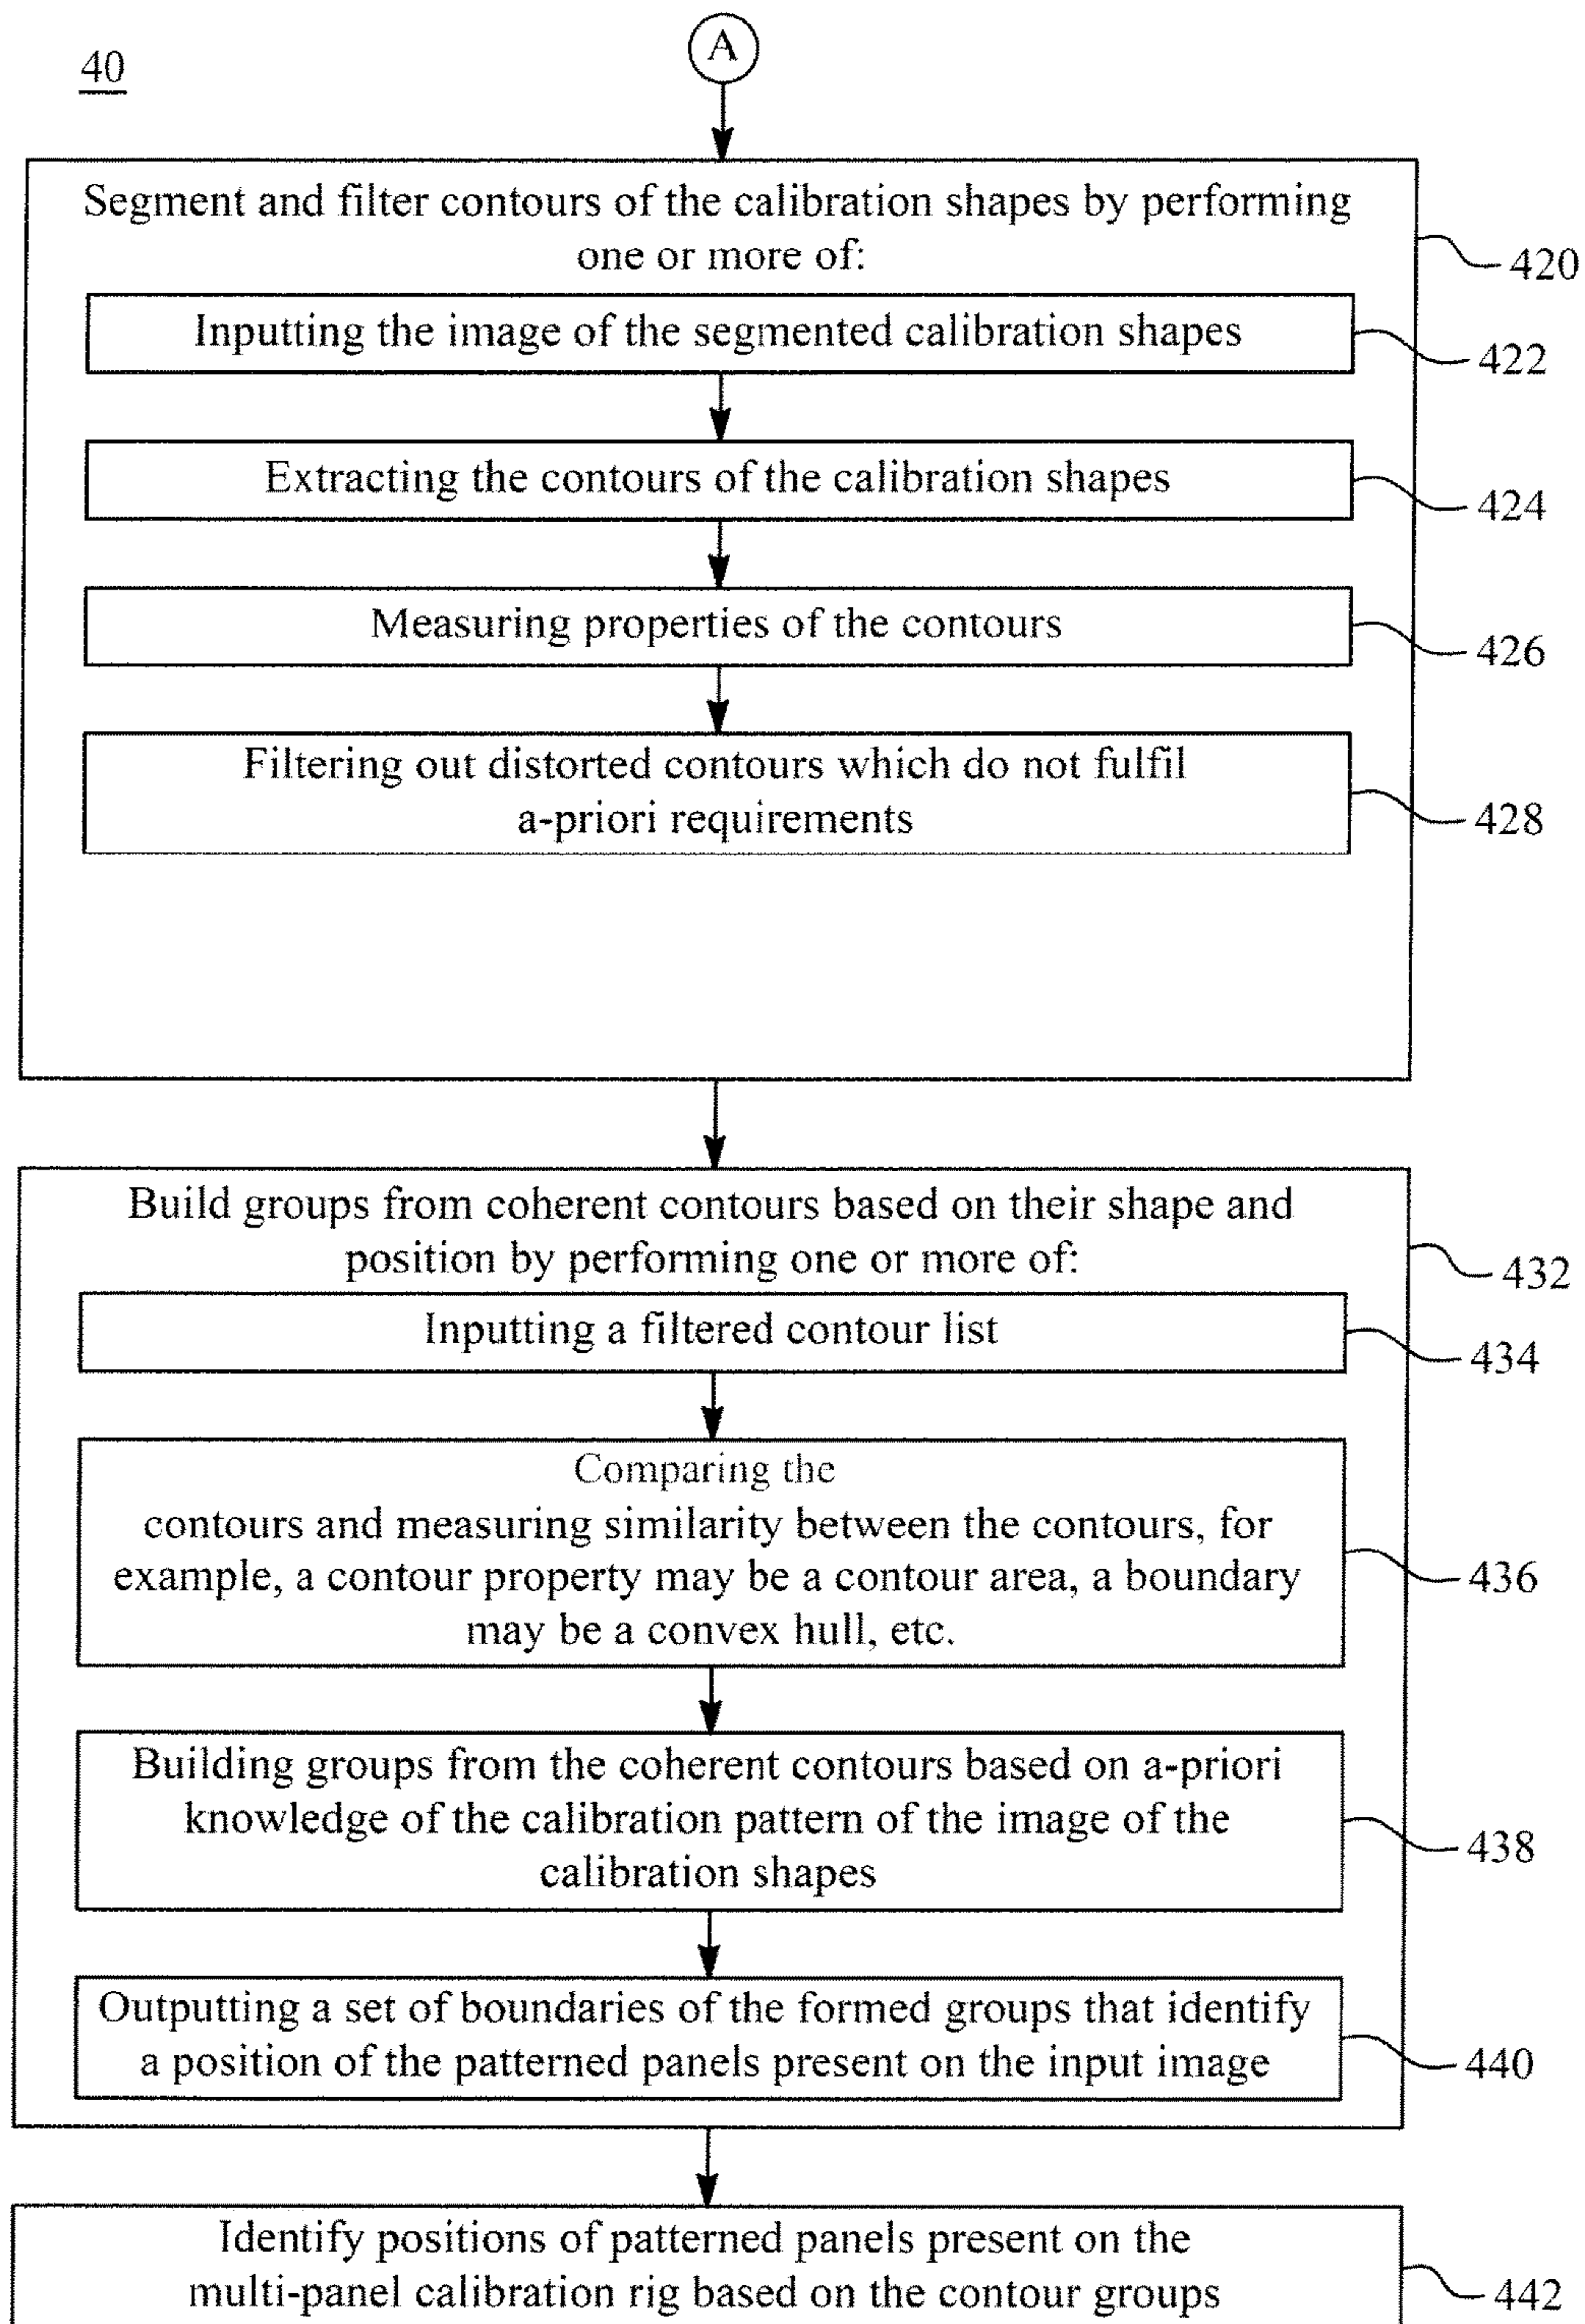 40
A
Segment and filter contours of the calibration shapes by performing
one or more of:
420
Inputting the image of the segmented calibration shapes
422
Extracting the contours of the calibration shapes
424
Measuring properties of the contours
426
Filtering out distorted contours which do not fulfil
a-priori requirements
428
Build groups from coherent contours based on their shape and
position by performing one or more of:
432
Inputting a filtered contour list
434
Comparing the
contours and measuring similarity between the contours, for
example, a contour property may be a contour area, a boundary
may be a convex hull, etc.
436
Building groups from the coherent contours based on a-priori
knowledge of the calibration pattern of the image of the
calibration shapes
438
Outputting a set of boundaries of the formed groups that identify
a position of the patterned panels present on the input image
440
Identify positions of patterned panels present on the
multi-panel calibration rig based on the contour groups
442